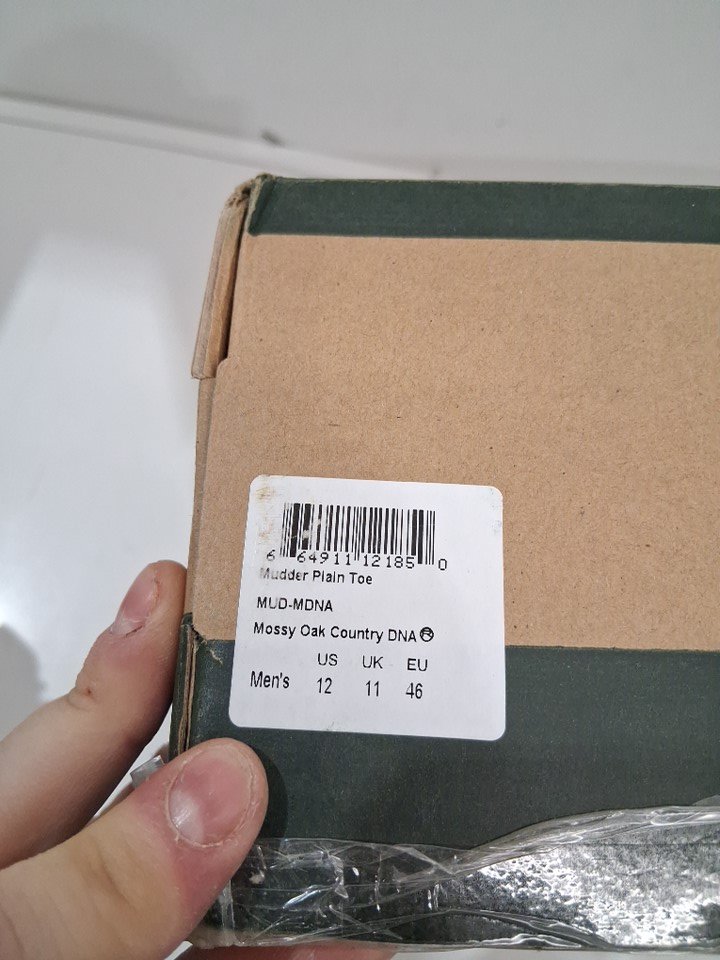 6 64911 12185 0
Mudder Plain Toe
MUD-MDNA
Mossy Oak Country DNA ®
US UK EU
Men's 12 11 46